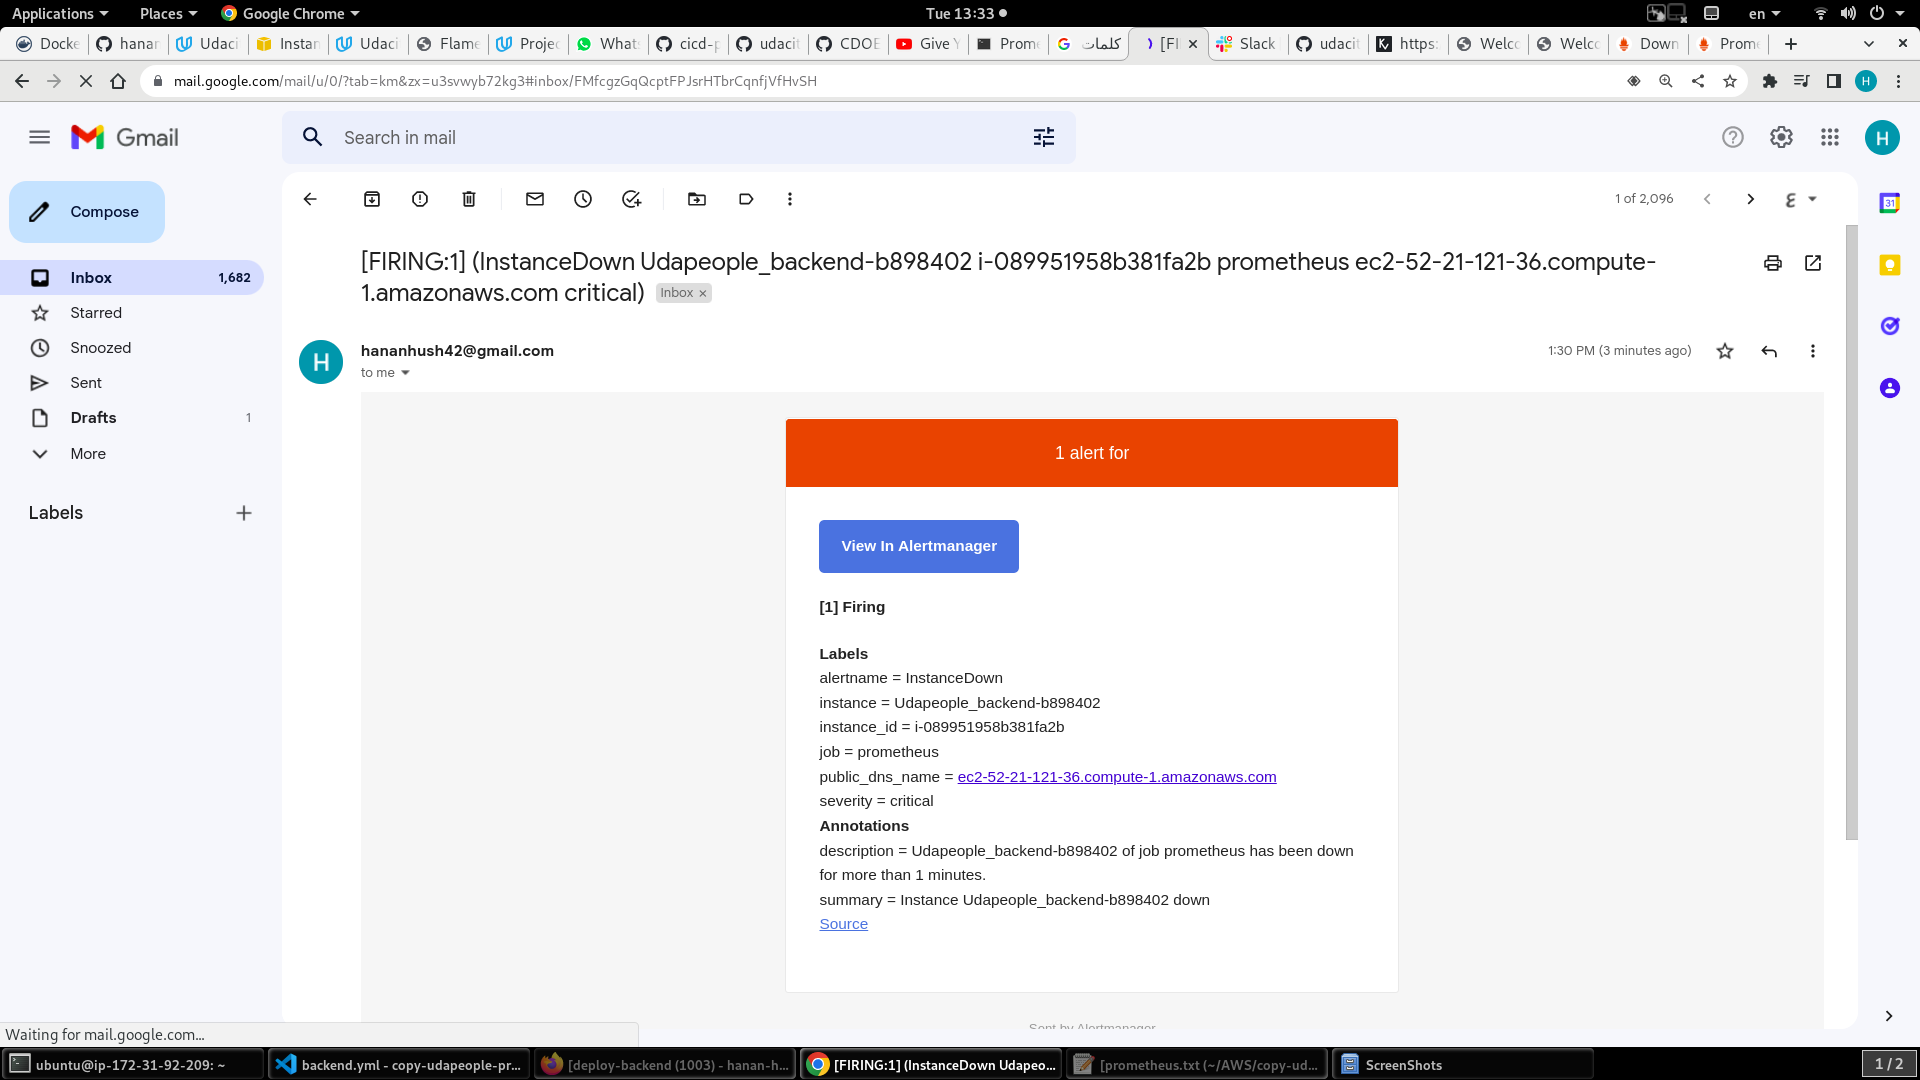 Applications Places Google Chrome Tue 13:33 en
Docke hanar Udaci Instan Udaci Flame Projec What: cicd-p udacit CDOE Give Y Prome كلمات [FI Slack udacit https: Welco Welco Down Prome
mail.google.com/mail/u/0/?tab=km&zx=u3svwyb72kg3#inbox/FMfcgzGqQcptFPJsrHTbrCqnfjVfHvSH H
Gmail Search in mail H
Compose 1 of 2,096
Inbox 1,682
Starred
Snoozed
Sent
Drafts 1
More
Labels
[FIRING:1] (InstanceDown Udapeople_backend-b898402 i-089951958b381fa2b prometheus ec2-52-21-121-36.compute-
1.amazonaws.com critical) Inbox ×
H hananhush42@gmail.com 1:30 PM (3 minutes ago)
to me
1 alert for
View In Alertmanager
[1] Firing
Labels
alertname = InstanceDown
instance = Udapeople_backend-b898402
instance_id = i-089951958b381fa2b
job = prometheus
public_dns_name = ec2-52-21-121-36.compute-1.amazonaws.com
severity = critical
Annotations
description = Udapeople_backend-b898402 of job prometheus has been down
for more than 1 minutes.
summary = Instance Udapeople_backend-b898402 down
Source
Sent by Alertmanager
Waiting for mail.google.com...
ubuntu@ip-172-31-92-209: ~ backend.yml - copy-udapeople-pr... [deploy-backend (1003) - hanan-h... [FIRING:1] (InstanceDown Udapeo... [prometheus.txt (~/AWS/copy-ud... ScreenShots 1 / 2